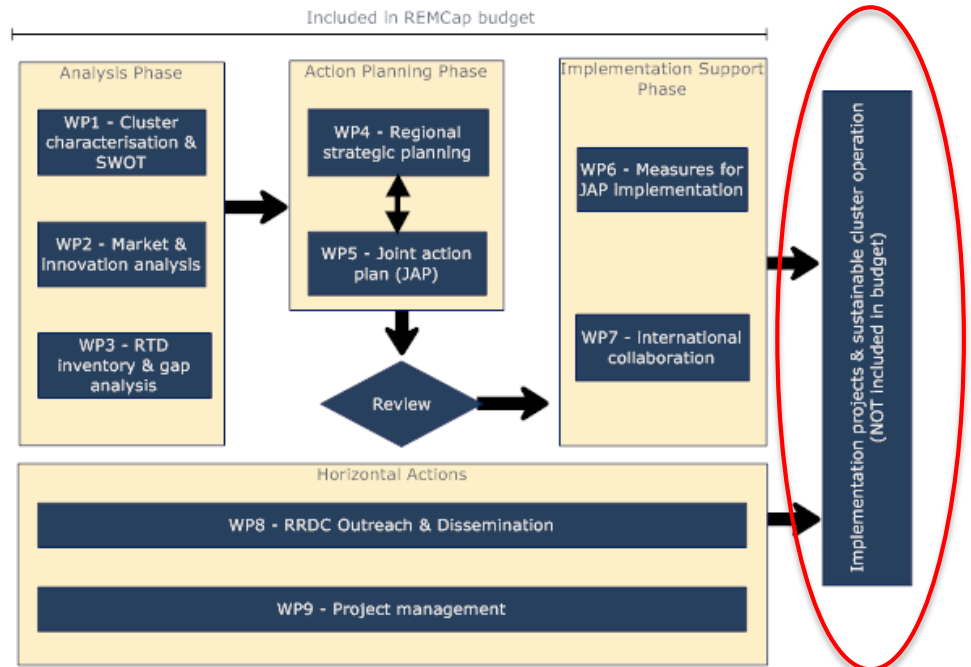 Included in REMCap budget
Analysis Phase
WP1 - Cluster
characterisation &
SWOT
WP2 - Market &
innovation analysis
WP3 - RTD
inventory & gap
analysis
Action Planning Phase
WP4 - Regional
strategic planning
WP5 - Joint action
plan (JAP)
Review
Implementation Support
Phase
WP6 - Measures for
JAP implementation
WP7 - international
collaboration
Horizontal Actions
WP8 - RRDC Outreach & Dissemination
WP9 - Project management
Implementation projects & sustainable cluster operation
(NOT included in budget)